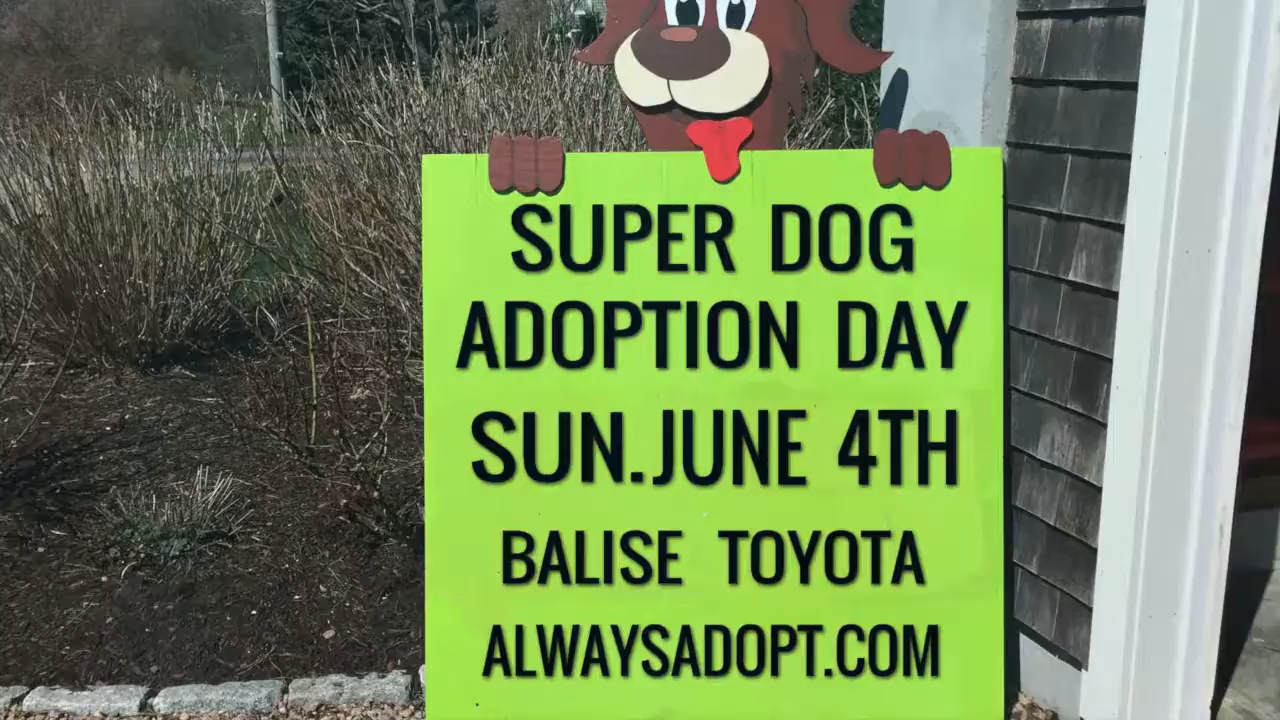 SUPER DOG
ADOPTION DAY
SUN.JUNE 4TH
BALISE TOYOTA
ALWAYSADOPT.COM